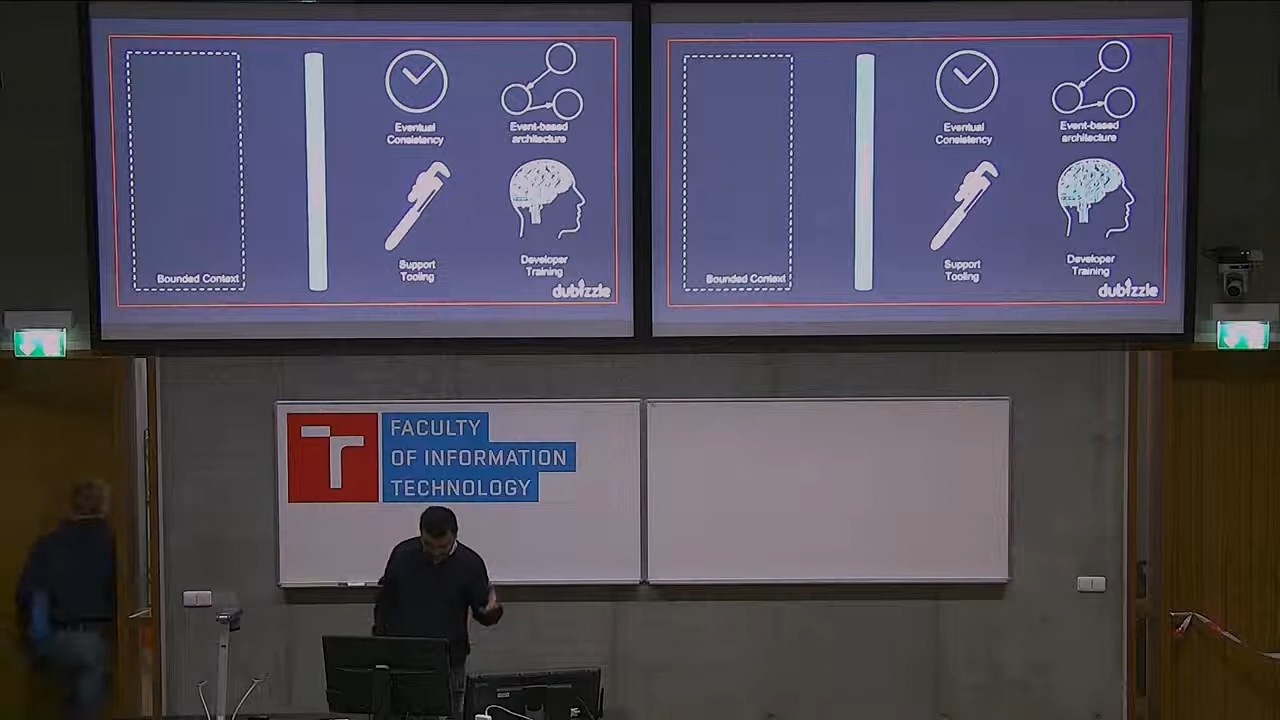 Eventual
Consistency
Event-based
architecture
Support
Tooling
Developer
Training
Bounded Context
dubizzle
Eventual
Consistency
Event-based
architecture
Support
Tooling
Developer
Training
Bounded Context
dubizzle
FACULTY
OF INFORMATION
TECHNOLOGY